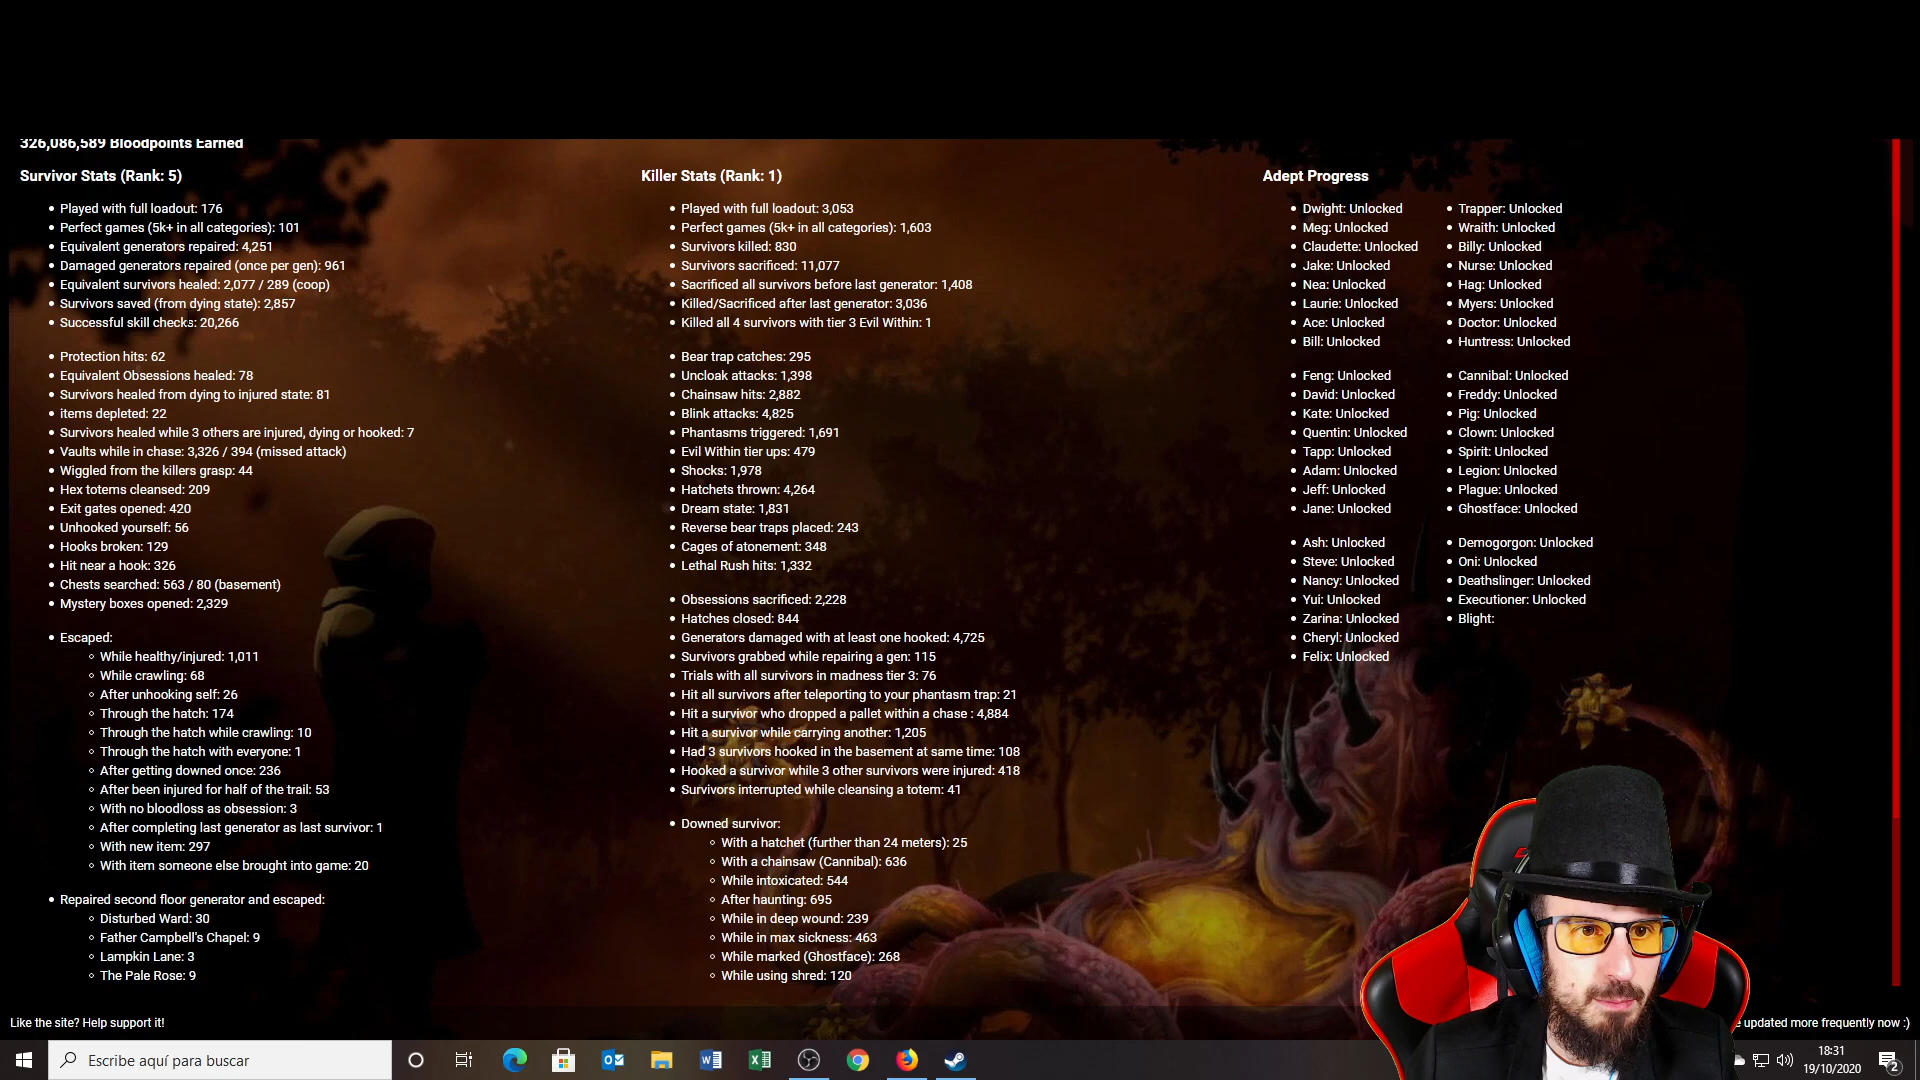 326,086,589 Bloodpoints Earned
Survivor Stats (Rank: 5)
Played with full loadout: 176
Perfect games (5k+ in all categories): 101
Equivalent generators repaired: 4,251
Damaged generators repaired (once per gen): 961
Equivalent survivors healed: 2,077 / 289 (coop)
Survivors saved (from dying state): 2,857
Successful skill checks: 20,266
Protection hits: 62
Equivalent Obsessions healed: 78
Survivors healed from dying to injured state: 81
items depleted: 22
Survivors healed while 3 others are injured, dying or hooked: 7
Vaults while in chase: 3,326 / 394 (missed attack)
Wiggled from the killers grasp: 44
Hex totems cleansed: 209
Exit gates opened: 420
Unhooked yourself: 56
Hooks broken: 129
Hit near a hook: 326
Chests searched: 563 / 80 (basement)
Mystery boxes opened: 2,329
Escaped:
While healthy/injured: 1,011
While crawling: 68
After unhooking self: 26
Through the hatch: 174
Through the hatch while crawling: 10
Through the hatch with everyone: 1
After getting downed once: 236
After been injured for half of the trail: 53
With no bloodloss as obsession: 3
After completing last generator as last survivor: 1
With new item: 297
With item someone else brought into game: 20
Repaired second floor generator and escaped:
Disturbed Ward: 30
Father Campbell's Chapel: 9
Lampkin Lane: 3
The Pale Rose: 9
Killer Stats (Rank: 1)
Played with full loadout: 3,053
Perfect games (5k+ in all categories): 1,603
Survivors killed: 830
Survivors sacrificed: 11,077
Sacrificed all survivors before last generator: 1,408
Killed/Sacrificed after last generator: 3,036
Killed all 4 survivors with tier 3 Evil Within: 1
Bear trap catches: 295
Uncloak attacks: 1,398
Chainsaw hits: 2,882
Blink attacks: 4,825
Phantasms triggered: 1,691
Evil Within tier ups: 479
Shocks: 1,978
Hatchets thrown: 4,264
Dream state: 1,831
Reverse bear traps placed: 243
Cages of atonement: 348
Lethal Rush hits: 1,332
Obsessions sacrificed: 2,228
Hatches closed: 844
Generators damaged with at least one hooked: 4,725
Survivors grabbed while repairing a gen: 115
Trials with all survivors in madness tier 3: 76
Hit all survivors after teleporting to your phantasm trap: 21
Hit a survivor who dropped a pallet within a chase : 4,884
Hit a survivor while carrying another: 1,205
Had 3 survivors hooked in the basement at same time: 108
Hooked a survivor while 3 other survivors were injured: 418
Survivors interrupted while cleansing a totem: 41
Downed survivor:
With a hatchet (further than 24 meters): 25
With a chainsaw (Cannibal): 636
While intoxicated: 544
After haunting: 695
While in deep wound: 239
While in max sickness: 463
While marked (Ghostface): 268
While using shred: 120
Adept Progress
Dwight: Unlocked
Meg: Unlocked
Claudette: Unlocked
Jake: Unlocked
Nea: Unlocked
Laurie: Unlocked
Ace: Unlocked
Bill: Unlocked
Feng: Unlocked
David: Unlocked
Kate: Unlocked
Quentin: Unlocked
Tapp: Unlocked
Adam: Unlocked
Jeff: Unlocked
Jane: Unlocked
Ash: Unlocked
Steve: Unlocked
Nancy: Unlocked
Yui: Unlocked
Zarina: Unlocked
Cheryl: Unlocked
Felix: Unlocked
Trapper: Unlocked
Wraith: Unlocked
Billy: Unlocked
Nurse: Unlocked
Hag: Unlocked
Myers: Unlocked
Doctor: Unlocked
Huntress: Unlocked
Cannibal: Unlocked
Freddy: Unlocked
Pig: Unlocked
Clown: Unlocked
Spirit: Unlocked
Legion: Unlocked
Plague: Unlocked
Ghostface: Unlocked
Demogorgon: Unlocked
Oni: Unlocked
Deathslinger: Unlocked
Executioner: Unlocked
Blight:
Like the site? Help support it!
updated more frequently now :)
Escribe aquí para buscar
18:31
19/10/2020
2